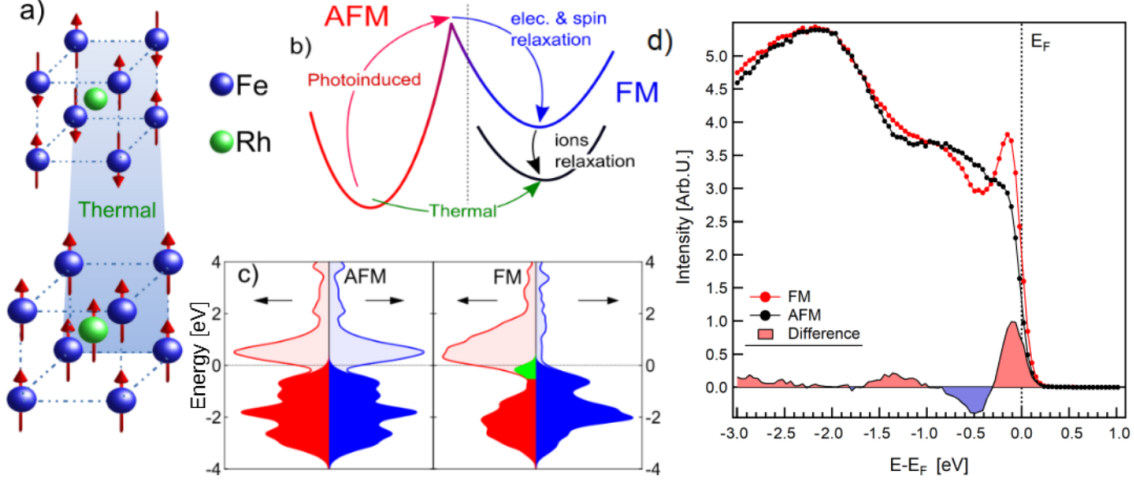 a)
Fe
Rh
Thermal
b)
AFM
elec. & spin
relaxation
Photoinduced
FM
ions
relaxation
Thermal
c)
AFM
FM
Energy [eV]
4
2
0
-2
-4
4
2
0
-2
-4
d)
E_F
Intensity [Arb.U.]
5.0
4.5
4.0
3.5
3.0
2.5
2.0
1.5
1.0
0.5
0.0
FM
AFM
Difference
-3.0 -2.5 -2.0 -1.5 -1.0 -0.5 0.0 0.5 1.0
E-E_F [eV]